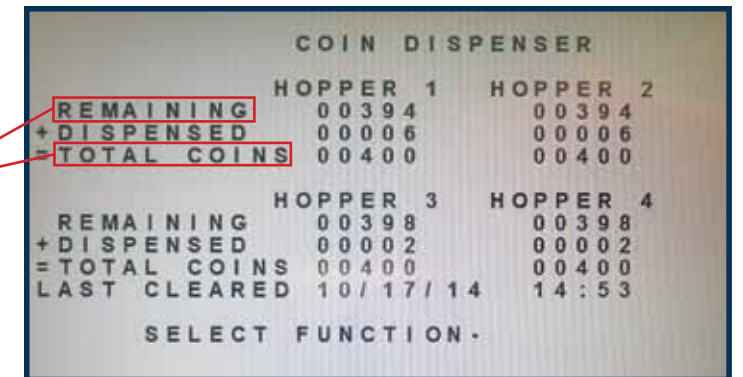 COIN DISPENSER
HOPPER 1 HOPPER 2
REMAINING 00394 00394
+DISPENSED 00006 00006
=TOTAL COINS 00400 00400
HOPPER 3 HOPPER 4
REMAINING 00398 00398
+DISPENSED 00002 00002
=TOTAL COINS 00400 00400
LAST CLEARED 10/17/14 14:53
SELECT FUNCTION-